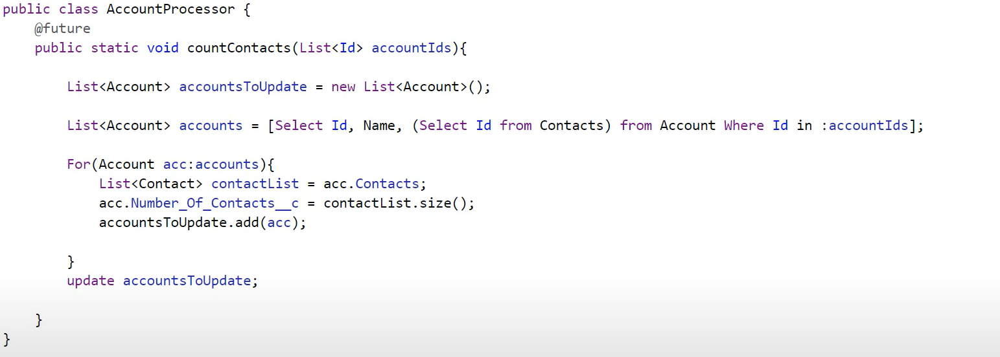 public class AccountProcessor {
@future
public static void countContacts(List<Id> accountIds){
List<Account> accountsToUpdate = new List<Account>();
List<Account> accounts = [Select Id, Name, (Select Id from Contacts) from Account Where Id in :accountIds];
For(Account acc:accounts){
List<Contact> contactList = acc.Contacts;
acc.Number_Of_Contacts__c = contactList.size();
accountsToUpdate.add(acc);
}
update accountsToUpdate;
}
}